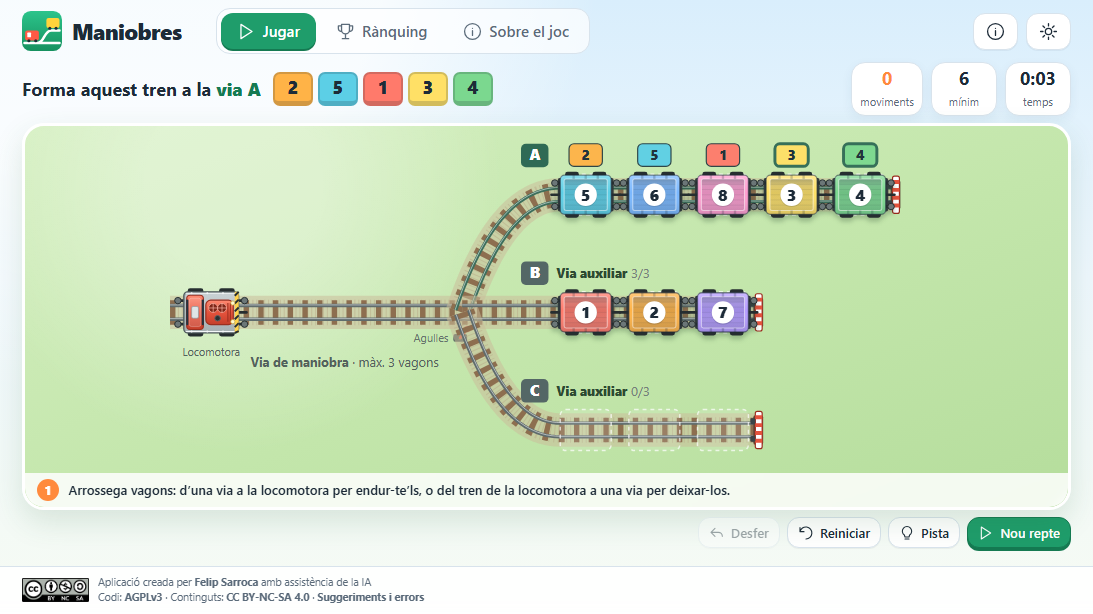 Maniobres
Jugar
Rànquing
Sobre el joc
Forma aquest tren a la via A
2 5 1 3 4
0 moviments
6 mínim
0:03 temps
A 2 5 1 3 4
5 6 8 3 4
B Via auxiliar 3/3
1 2 7
Locomotora
Agulles
Via de maniobra · màx. 3 vagons
C Via auxiliar 0/3
1 Arrossega vagons: d'una via a la locomotora per endur-te'ls, o del tren de la locomotora a una via per deixar-los.
Desfer
Reiniciar
Pista
Nou repte
cc BY NC SA
Aplicació creada per Felip Sarroca amb assistència de la IA
Codi: AGPLv3 · Continguts: CC BY-NC-SA 4.0 · Suggeriments i errors